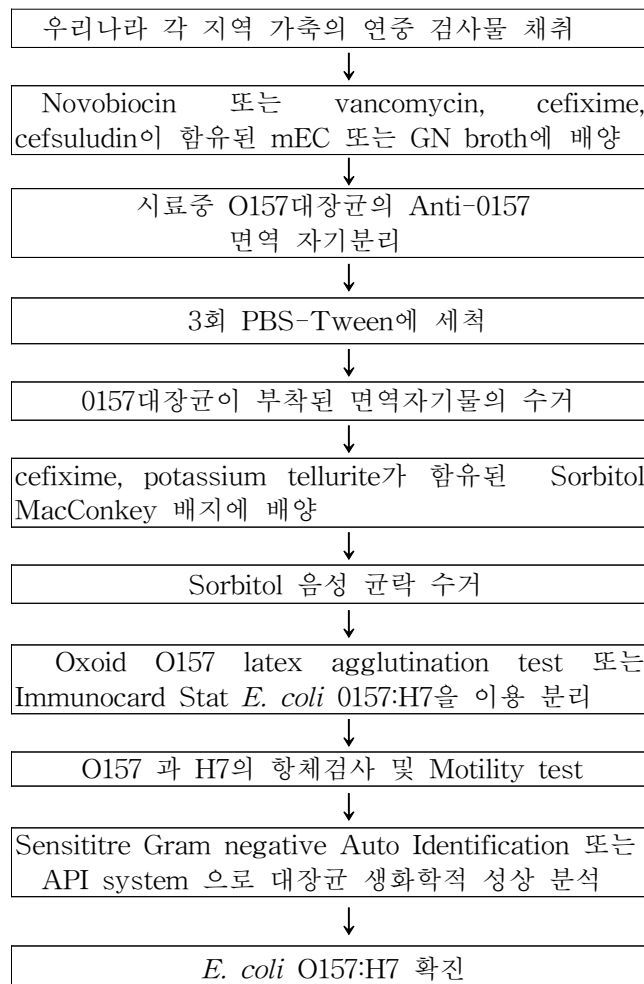 우리나라 각 지역 가축의 연중 검사물 채취
↓
Novobiocin 또는 vancomycin, cefixime,
cefsuludin이 함유된 mEC 또는 GN broth에 배양
↓
시료중 O157대장균의 Anti-0157
면역 자기분리
↓
3회 PBS-Tween에 세척
↓
0157대장균이 부착된 면역자기물의 수거
↓
cefixime, potassium tellurite가 함유된 Sorbitol
MacConkey 배지에 배양
↓
Sorbitol 음성 균락 수거
↓
Oxoid O157 latex agglutination test 또는
Immunocard Stat E. coli 0157:H7을 이용 분리
↓
O157 과 H7의 항체검사 및 Motility test
↓
Sensititre Gram negative Auto Identification 또는
API system 으로 대장균 생화학적 성상 분석
↓
E. coli O157:H7 확진